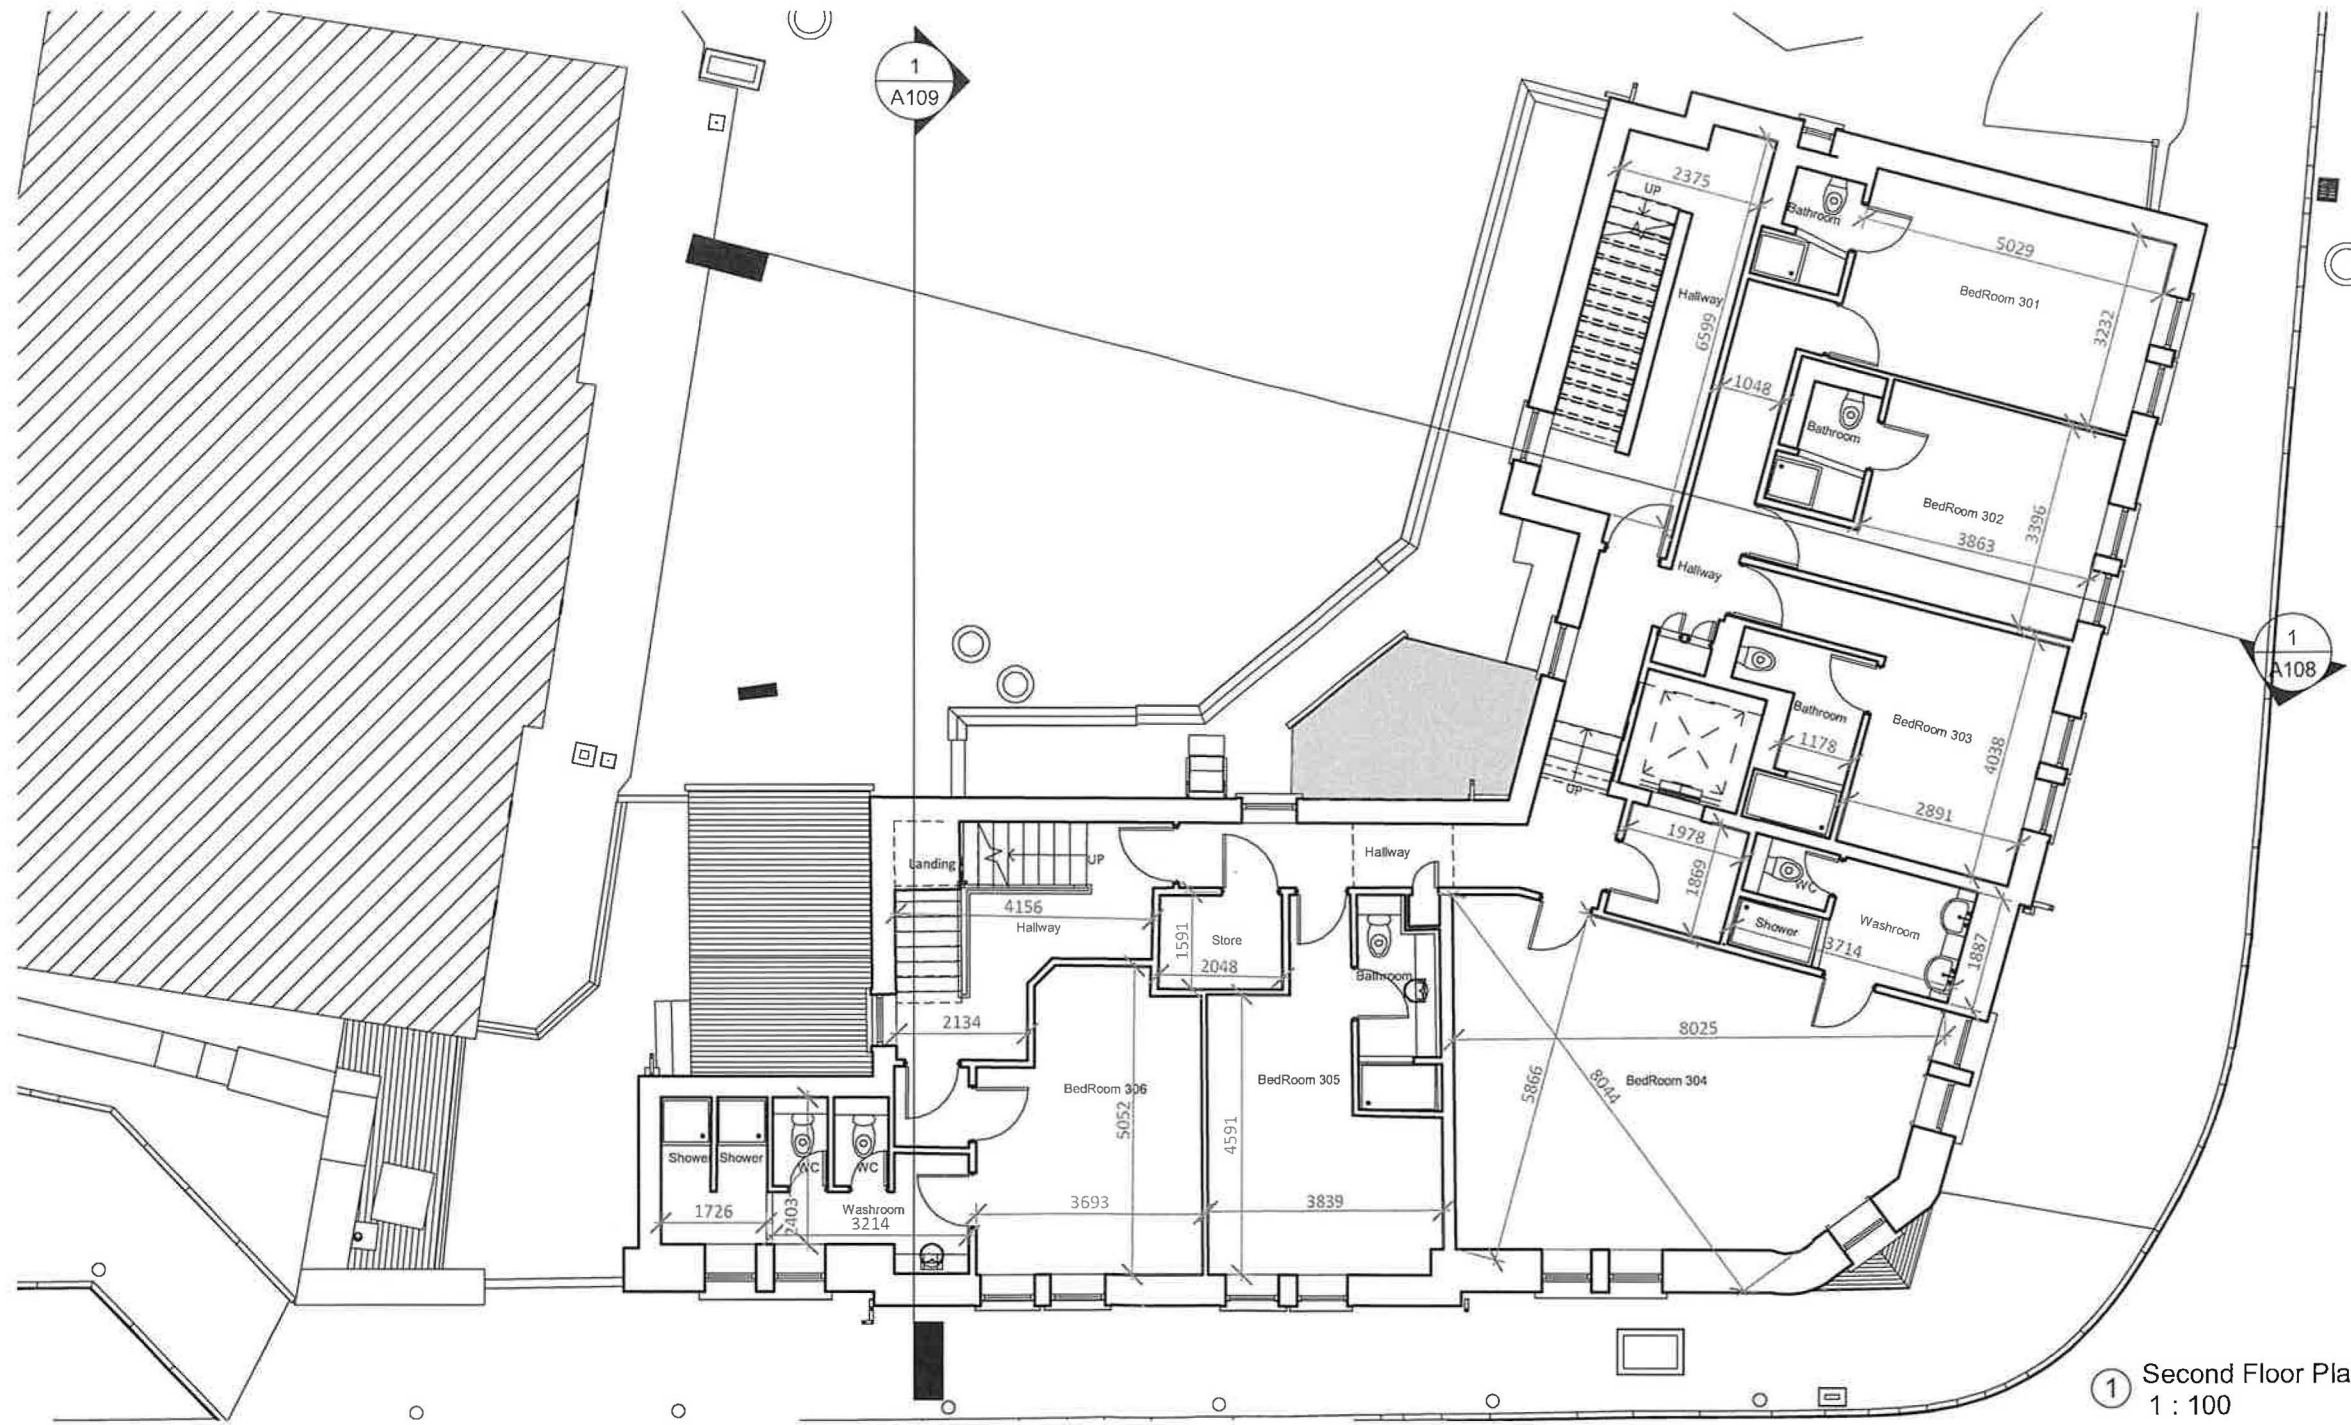 1
A109
2375
UP
Bathroom
5029
BedRoom 301
Hallway
6599
3232
1048
Bathroom
BedRoom 302
3396
3863
Hallway
1
A108
Bathroom
BedRoom 303
1178
4038
UP
2891
1978
1869
WC
Washroom
Shower
3714
1887
Landing
UP
Hallway
4156
Hallway
1591
Store
2048
Bathroom
2134
8025
BedRoom 306
BedRoom 305
BedRoom 304
5052
4591
5866
8044
Shower
Shower
WC
WC
1726
2403
Washroom
3214
3693
3839
1
Second Floor Pla
1 : 100